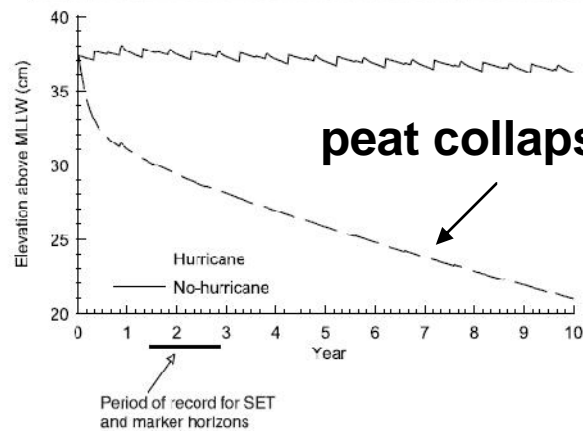 40
35
30
25
20
Elevation above MLLW (cm)
peat collaps
Hurricane
No-hurricane
0 1 2 3 4 5 6 7 8 9 10
Year
Period of record for SET
and marker horizons